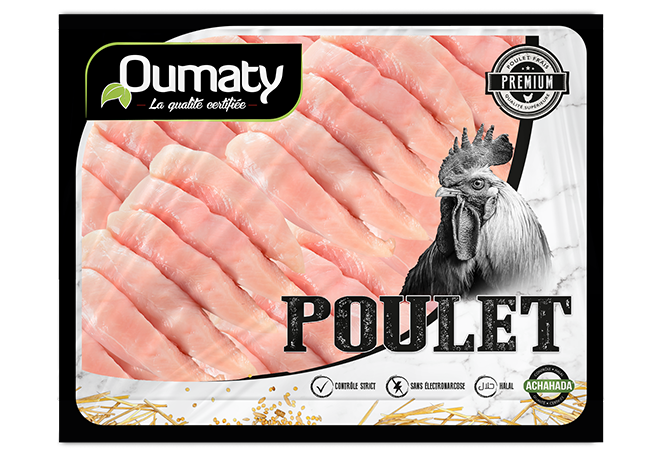 Oumaty
La qualité certifiée
POULET FRAIS
PREMIUM
QUALITÉ SUPÉRIEURE
POULET
CONTRÔLE STRICT
SANS ÉLECTRONARCOSE
حلال
HALAL
ACHAHADA